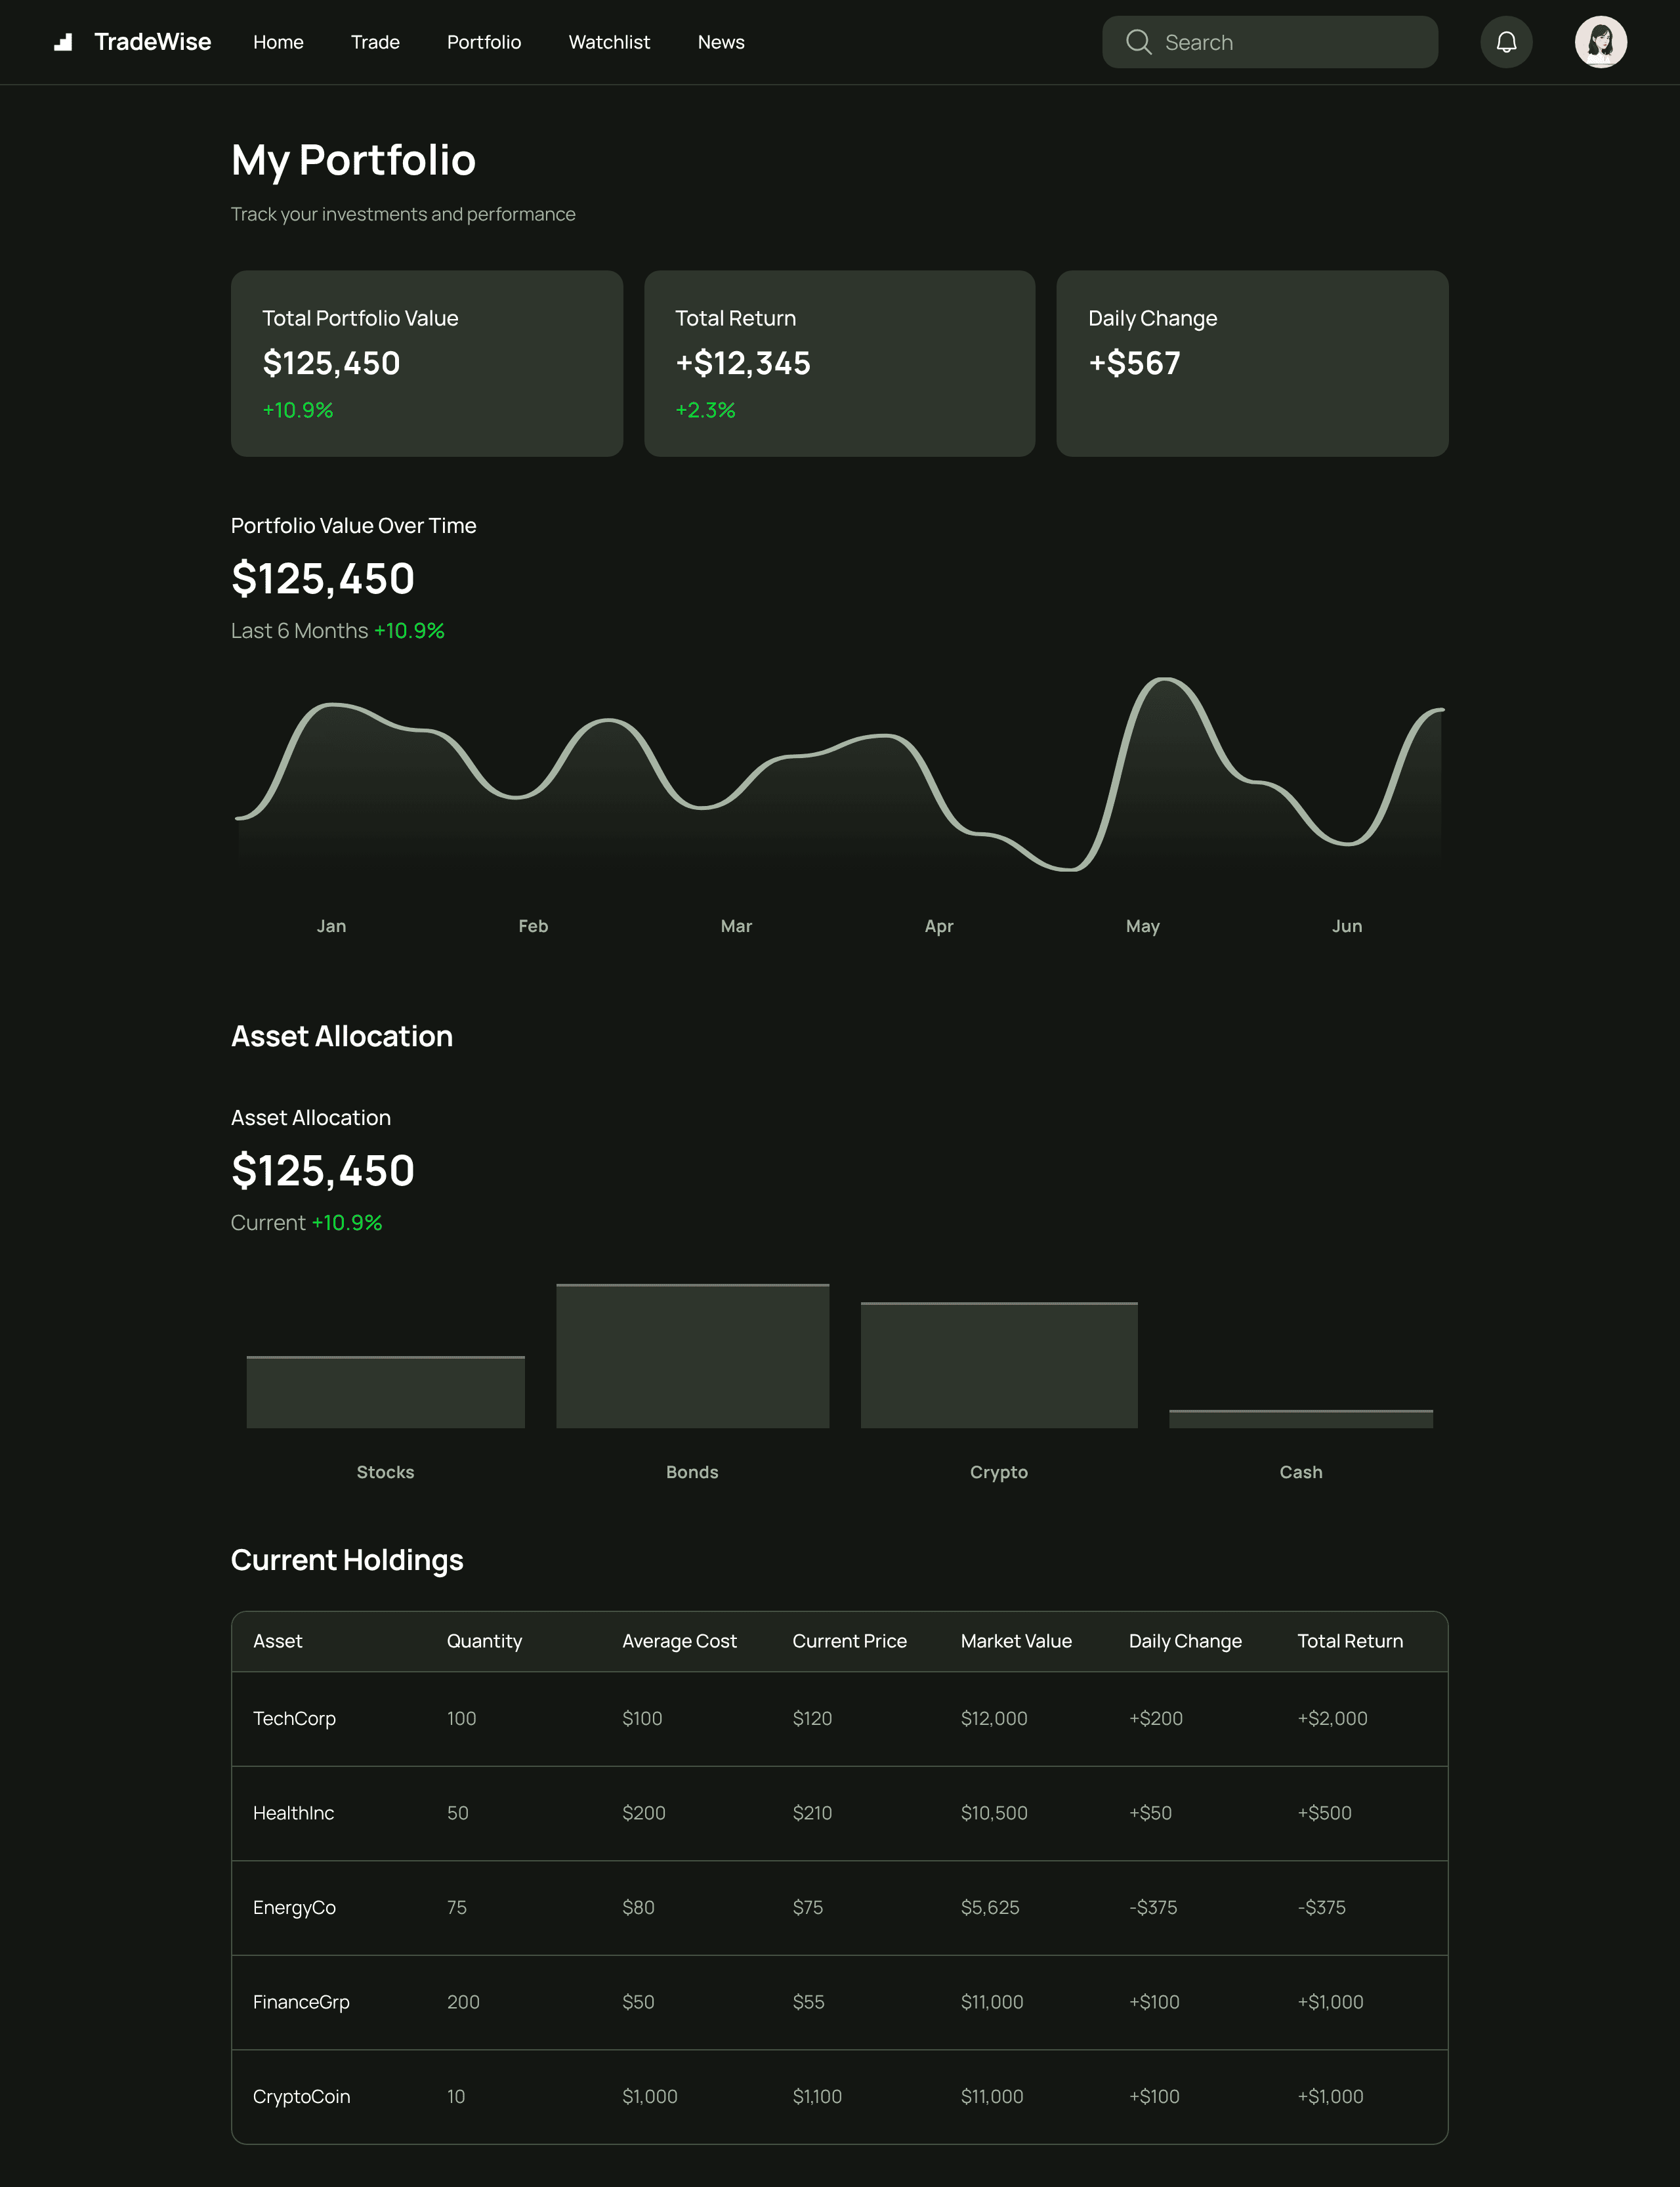 TradeWise Home Trade Portfolio Watchlist News Search
My Portfolio
Track your investments and performance
Total Portfolio Value
$125,450
+10.9%
Total Return
+$12,345
+2.3%
Daily Change
+$567
Portfolio Value Over Time
$125,450
Last 6 Months +10.9%
Jan Feb Mar Apr May Jun
Asset Allocation
Asset Allocation
$125,450
Current +10.9%
Stocks Bonds Crypto Cash
Current Holdings
Asset Quantity Average Cost Current Price Market Value Daily Change Total Return
TechCorp 100 $100 $120 $12,000 +$200 +$2,000
HealthInc 50 $200 $210 $10,500 +$50 +$500
EnergyCo 75 $80 $75 $5,625 -$375 -$375
FinanceGrp 200 $50 $55 $11,000 +$100 +$1,000
CryptoCoin 10 $1,000 $1,100 $11,000 +$100 +$1,000